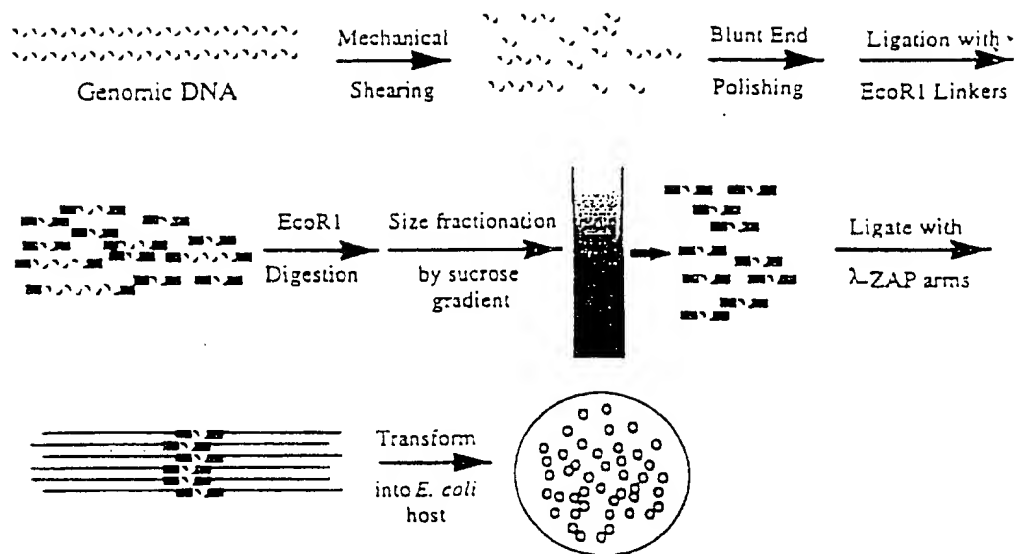 Genomic DNA
Mechanical
Shearing
Blunt End
Polishing
Ligation with
EcoR1 Linkers
EcoR1
Digestion
Size fractionation
by sucrose
gradient
Ligate with
λ-ZAP arms
Transform
into E. coli
host